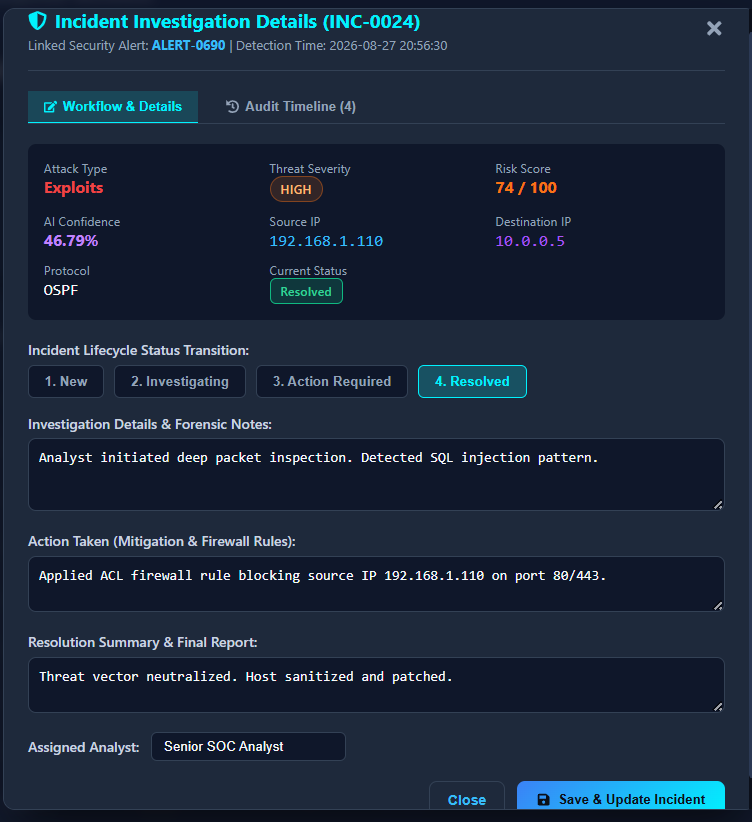 Incident Investigation Details (INC-0024)
Linked Security Alert: ALERT-0690 | Detection Time: 2026-08-27 20:56:30
Workflow & Details
Audit Timeline (4)
Attack Type
Exploits
Threat Severity
HIGH
Risk Score
74 / 100
AI Confidence
46.79%
Source IP
192.168.1.110
Destination IP
10.0.0.5
Protocol
OSPF
Current Status
Resolved
Incident Lifecycle Status Transition:
1. New
2. Investigating
3. Action Required
4. Resolved
Investigation Details & Forensic Notes:
Analyst initiated deep packet inspection. Detected SQL injection pattern.
Action Taken (Mitigation & Firewall Rules):
Applied ACL firewall rule blocking source IP 192.168.1.110 on port 80/443.
Resolution Summary & Final Report:
Threat vector neutralized. Host sanitized and patched.
Assigned Analyst:
Senior SOC Analyst
Close
Save & Update Incident